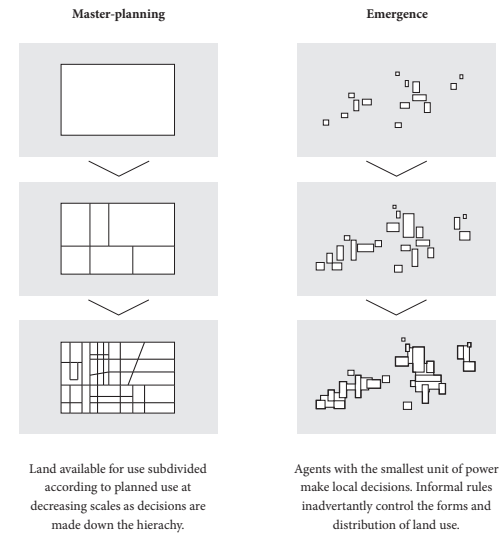 Master-planning
Emergence
Land available for use subdivided
according to planned use at
decreasing scales as decisions are
made down the hierachy.
Agents with the smallest unit of power
make local decisions. Informal rules
inadvertantly control the forms and
distribution of land use.